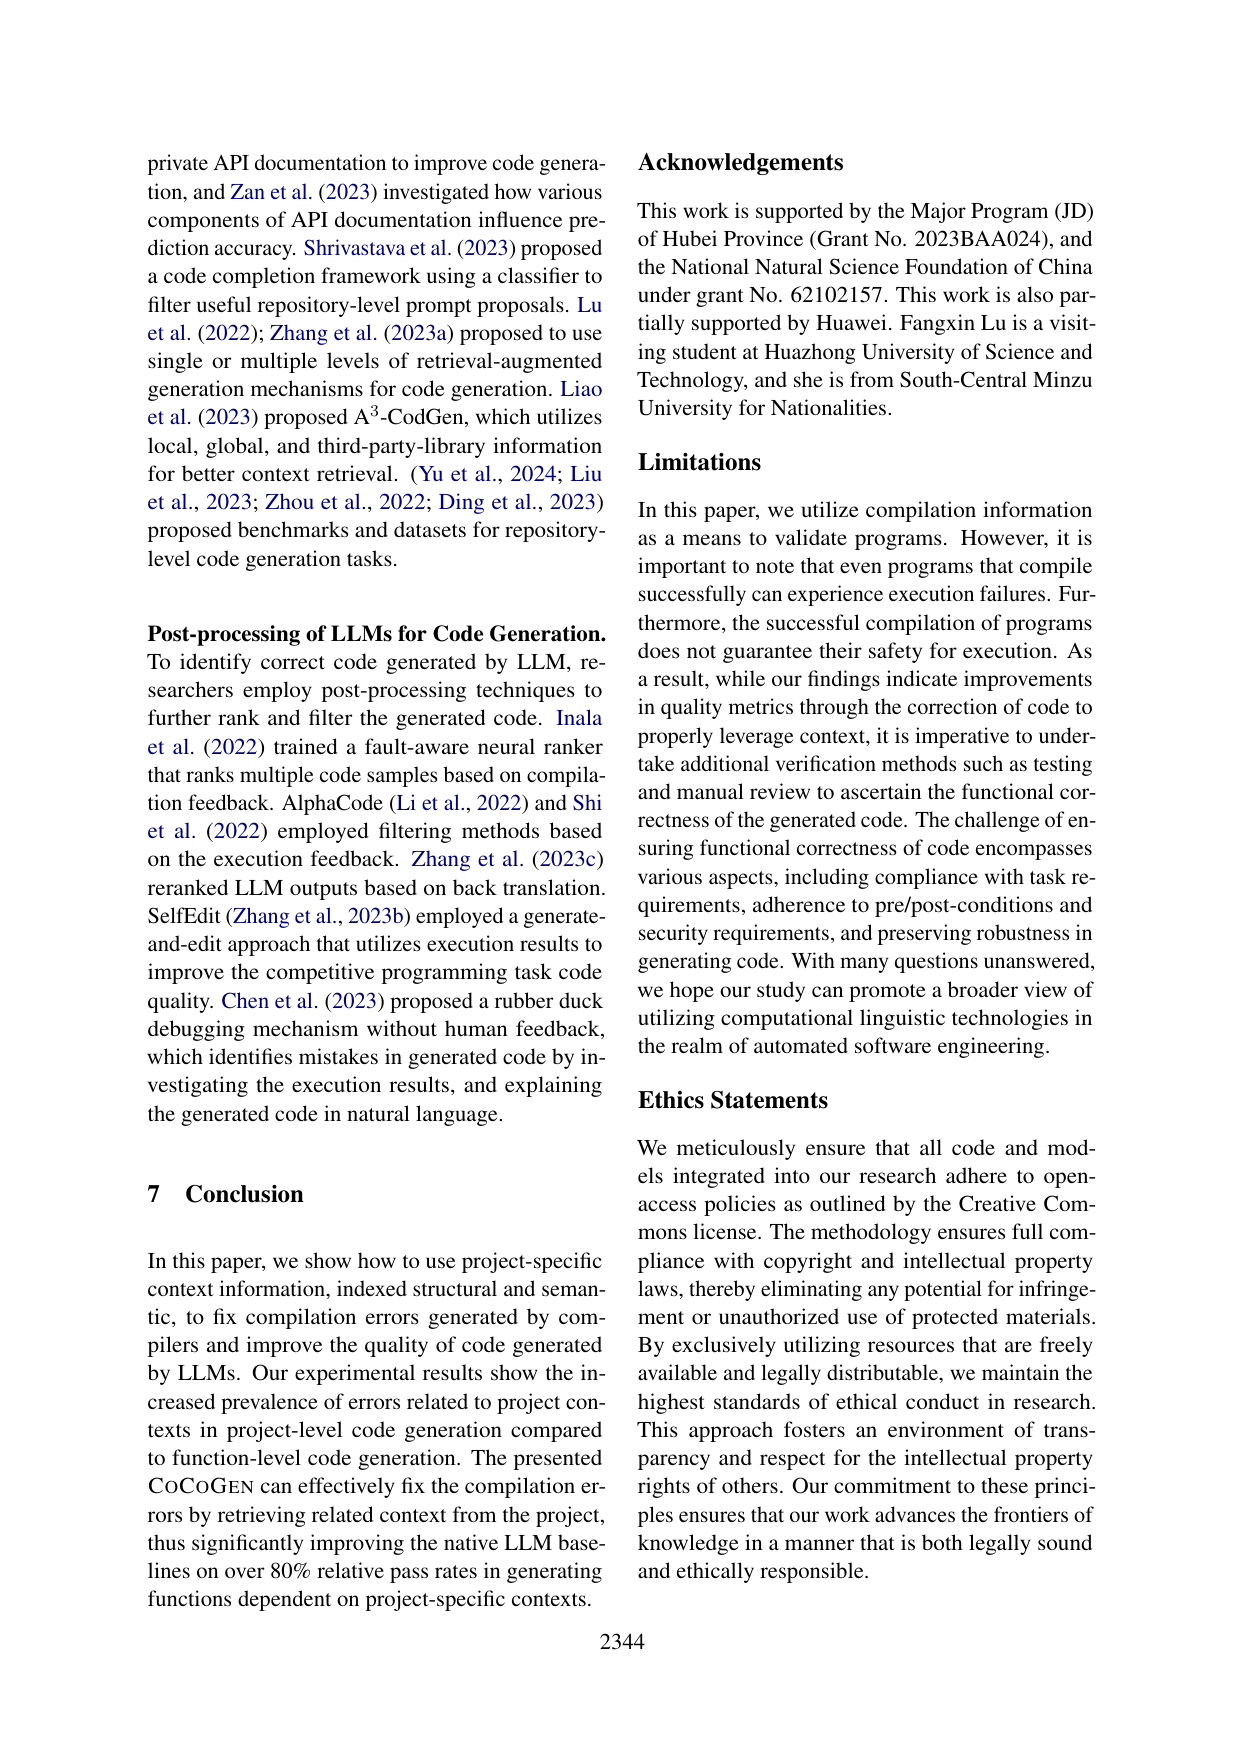 private API documentation to improve code genera-
tion, and Zan et al. (2023) investigated how various
components of API documentation influence pre-
diction accuracy. Shrivastava et al. (2023) proposed
a code completion framework using a classifier to
filter useful repository-level prompt proposals. Lu
et al. (2022); Zhang et al. (2023a) proposed to use
single or multiple levels of retrieval-augmented
generation mechanisms for code generation. Liao
et al. (2023) proposed A³-CodGen, which utilizes
local, global, and third-party-library information
for better context retrieval. (Yu et al., 2024; Liu
et al., 2023; Zhou et al., 2022; Ding et al., 2023)
proposed benchmarks and datasets for repository-
level code generation tasks.
Post-processing of LLMs for Code Generation.
To identify correct code generated by LLM, re-
searchers employ post-processing techniques to
further rank and filter the generated code. Inala
et al. (2022) trained a fault-aware neural ranker
that ranks multiple code samples based on compila-
tion feedback. AlphaCode (Li et al., 2022) and Shi
et al. (2022) employed filtering methods based
on the execution feedback. Zhang et al. (2023c)
reranked LLM outputs based on back translation.
SelfEdit (Zhang et al., 2023b) employed a generate-
and-edit approach that utilizes execution results to
improve the competitive programming task code
quality. Chen et al. (2023) proposed a rubber duck
debugging mechanism without human feedback,
which identifies mistakes in generated code by in-
vestigating the execution results, and explaining
the generated code in natural language.
7 Conclusion
In this paper, we show how to use project-specific
context information, indexed structural and seman-
tic, to fix compilation errors generated by com-
pilers and improve the quality of code generated
by LLMs. Our experimental results show the in-
creased prevalence of errors related to project con-
texts in project-level code generation compared
to function-level code generation. The presented
COCOGEN can effectively fix the compilation er-
rors by retrieving related context from the project,
thus significantly improving the native LLM base-
lines on over 80% relative pass rates in generating
functions dependent on project-specific contexts.
Acknowledgements
This work is supported by the Major Program (JD)
of Hubei Province (Grant No. 2023BAA024), and
the National Natural Science Foundation of China
under grant No. 62102157. This work is also par-
tially supported by Huawei. Fangxin Lu is a visit-
ing student at Huazhong University of Science and
Technology, and she is from South-Central Minzu
University for Nationalities.
Limitations
In this paper, we utilize compilation information
as a means to validate programs. However, it is
important to note that even programs that compile
successfully can experience execution failures. Fur-
thermore, the successful compilation of programs
does not guarantee their safety for execution. As
a result, while our findings indicate improvements
in quality metrics through the correction of code to
properly leverage context, it is imperative to under-
take additional verification methods such as testing
and manual review to ascertain the functional cor-
rectness of the generated code. The challenge of en-
suring functional correctness of code encompasses
various aspects, including compliance with task re-
quirements, adherence to pre/post-conditions and
security requirements, and preserving robustness in
generating code. With many questions unanswered,
we hope our study can promote a broader view of
utilizing computational linguistic technologies in
the realm of automated software engineering.
Ethics Statements
We meticulously ensure that all code and mod-
els integrated into our research adhere to open-
access policies as outlined by the Creative Com-
mons license. The methodology ensures full com-
pliance with copyright and intellectual property
laws, thereby eliminating any potential for infringe-
ment or unauthorized use of protected materials.
By exclusively utilizing resources that are freely
available and legally distributable, we maintain the
highest standards of ethical conduct in research.
This approach fosters an environment of trans-
parency and respect for the intellectual property
rights of others. Our commitment to these princi-
ples ensures that our work advances the frontiers of
knowledge in a manner that is both legally sound
and ethically responsible.
2344